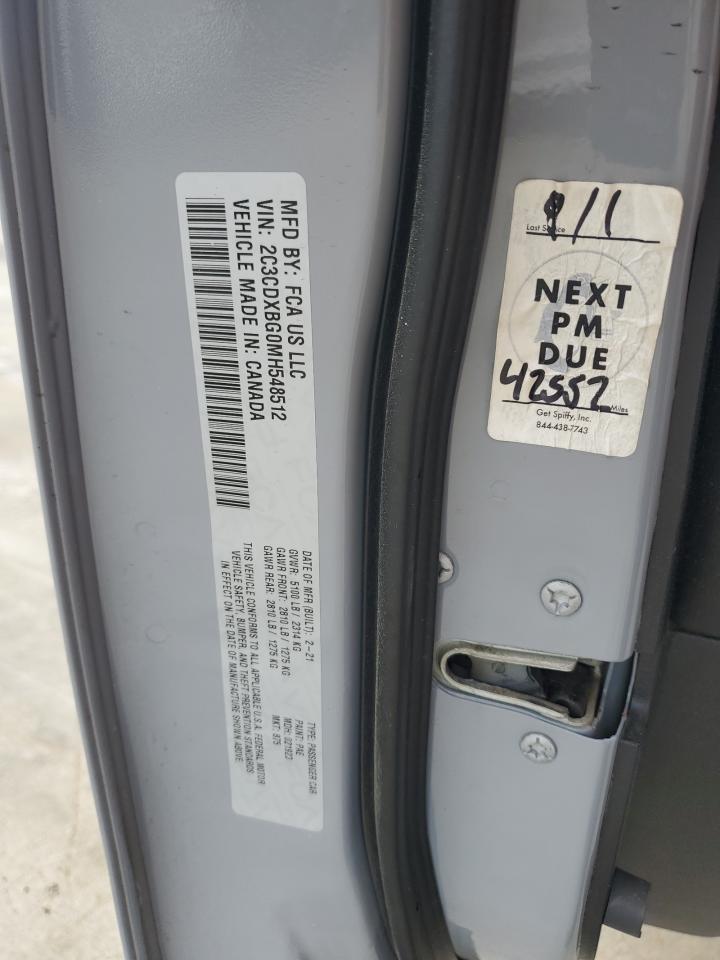 MFD BY: FCA US LLC
VIN: 2C3CDXBG0MH548512
VEHICLE MADE IN: CANADA
DATE OF MFR (BUILT): 2-21
GVWR: 5100 LB / 2314 KG
GAWR FRONT: 2810 LB / 1275 KG
GAWR REAR: 2810 LB / 1275 KG
TYPE: PASSENGER CAR
PAINT: PAE
MDH: 021923
MKT: 975
THIS VEHICLE CONFORMS TO ALL APPLICABLE U.S.A. FEDERAL MOTOR
VEHICLE SAFETY, BUMPER, AND THEFT PREVENTION STANDARDS
IN EFFECT ON THE DATE OF MANUFACTURE SHOWN ABOVE:
9/1
Last Service
NEXT
PM
DUE
42552
Miles
Get Spiffy, Inc.
844-438-7743